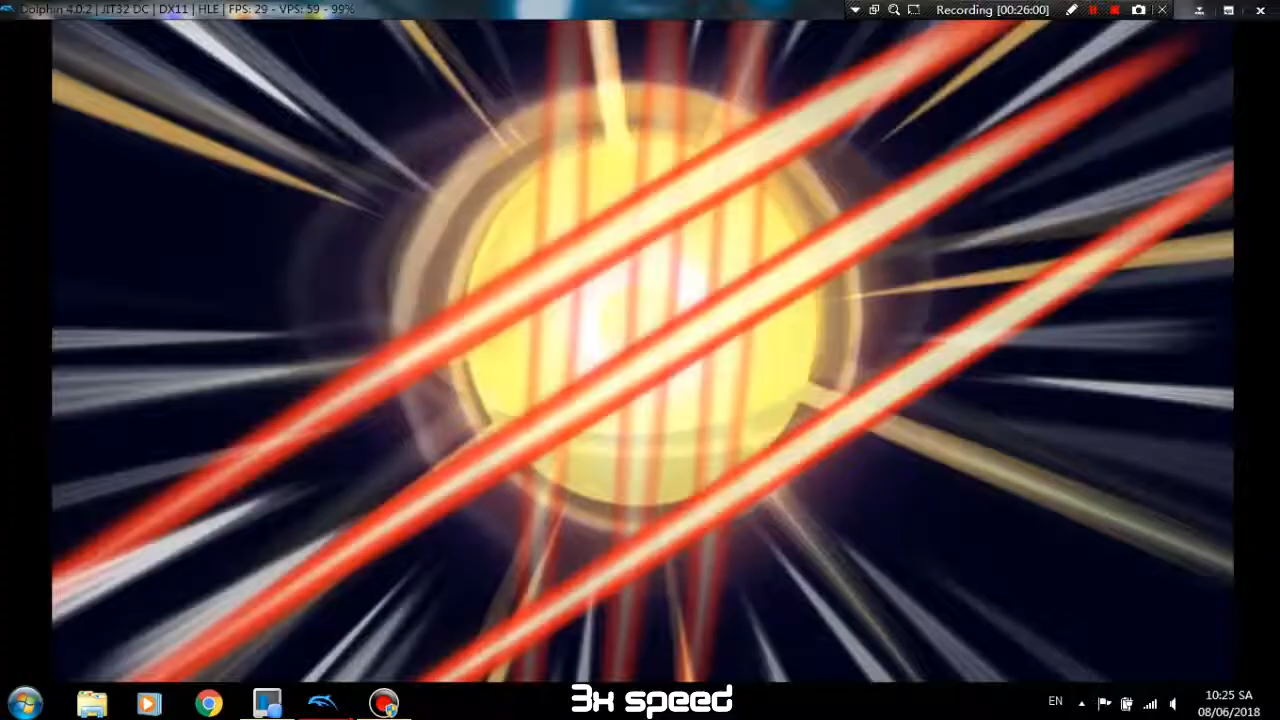 Dolphin 4.0.2 | JIT32 DC | DX11 | HLE | FPS: 29 - VPS: 59 - 99%
Recording [00:26:00]
3x speed
EN
10:25 SA
08/06/2018